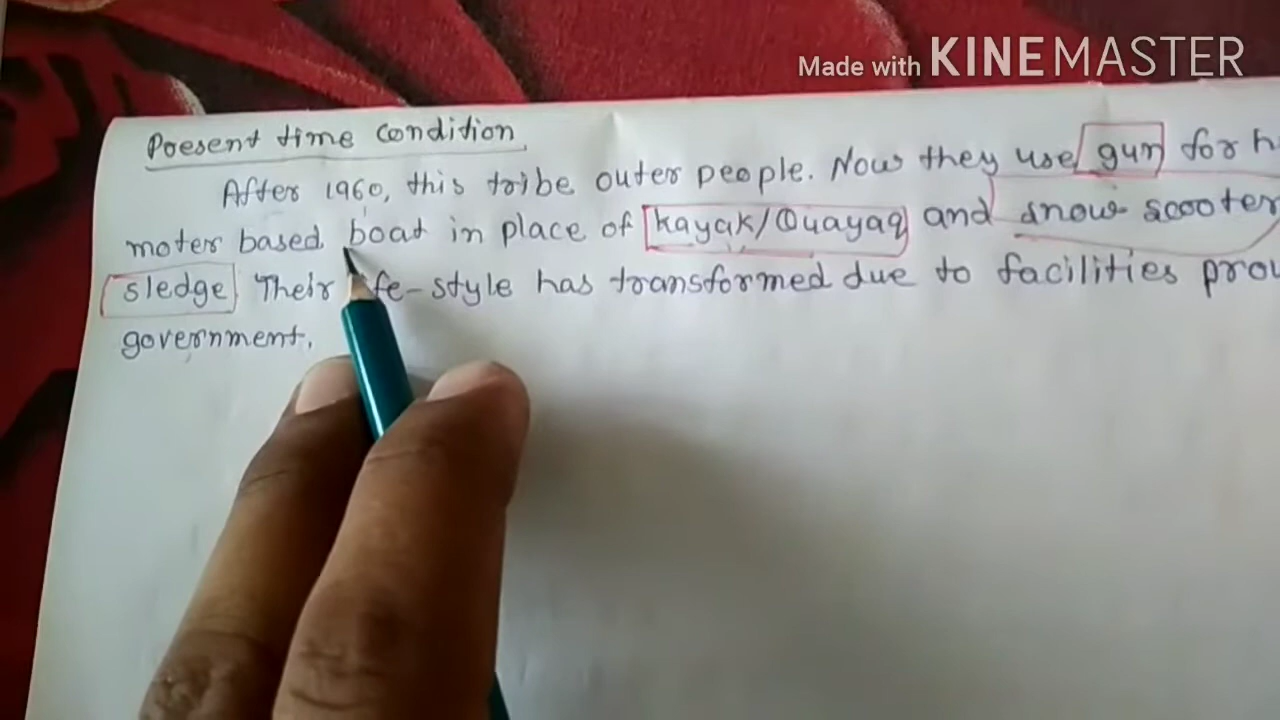 Made with KINEMASTER
Present time condition
After 1960, this tribe outer people. Now they use gun for
moter based boat in place of kayak/Quayaq and snow scooter
sledge Their fe-style has transformed due to facilities
government.